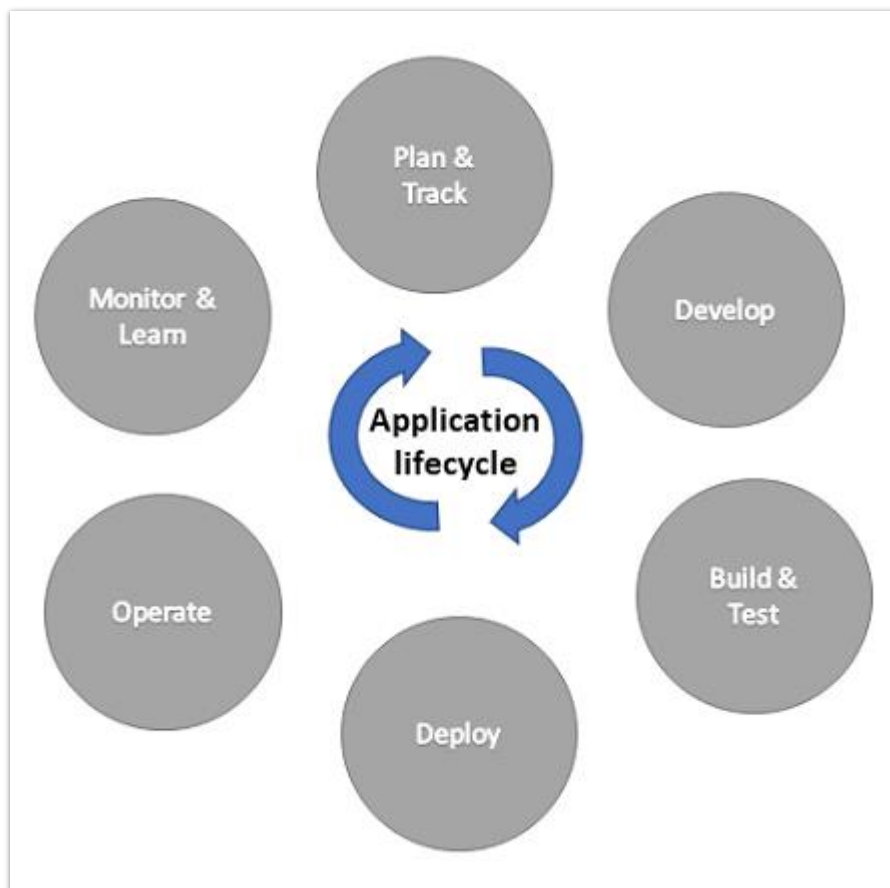 Plan &
Track
Develop
Build &
Test
Deploy
Operate
Monitor &
Learn
Application
lifecycle